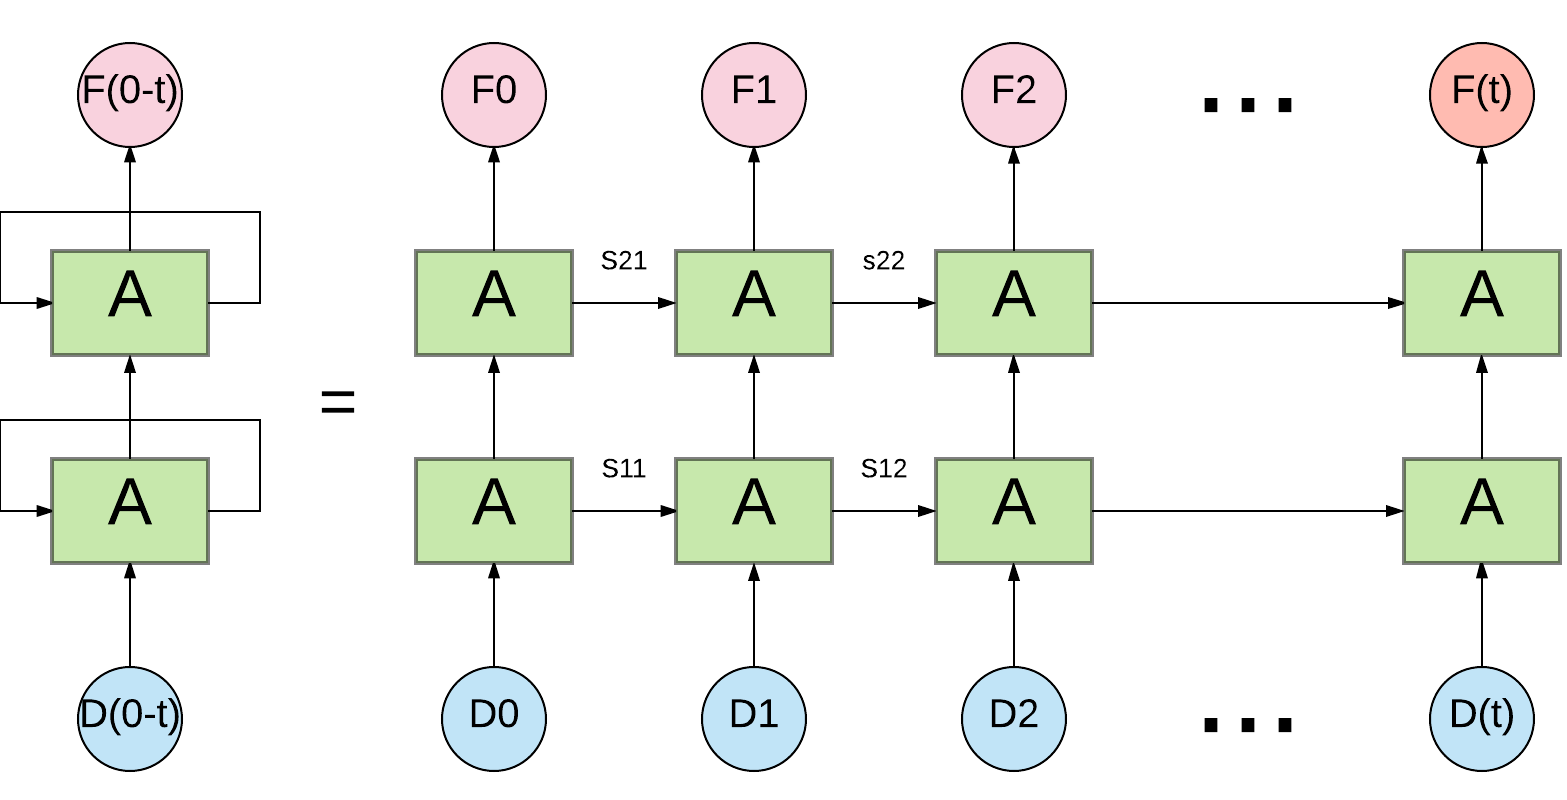 F(0-t)
F0
F1
F2
...
F(t)
S21
s22
A
A
A
A
A
=
S11
S12
A
A
A
A
A
D(0-t)
D0
D1
D2
...
D(t)